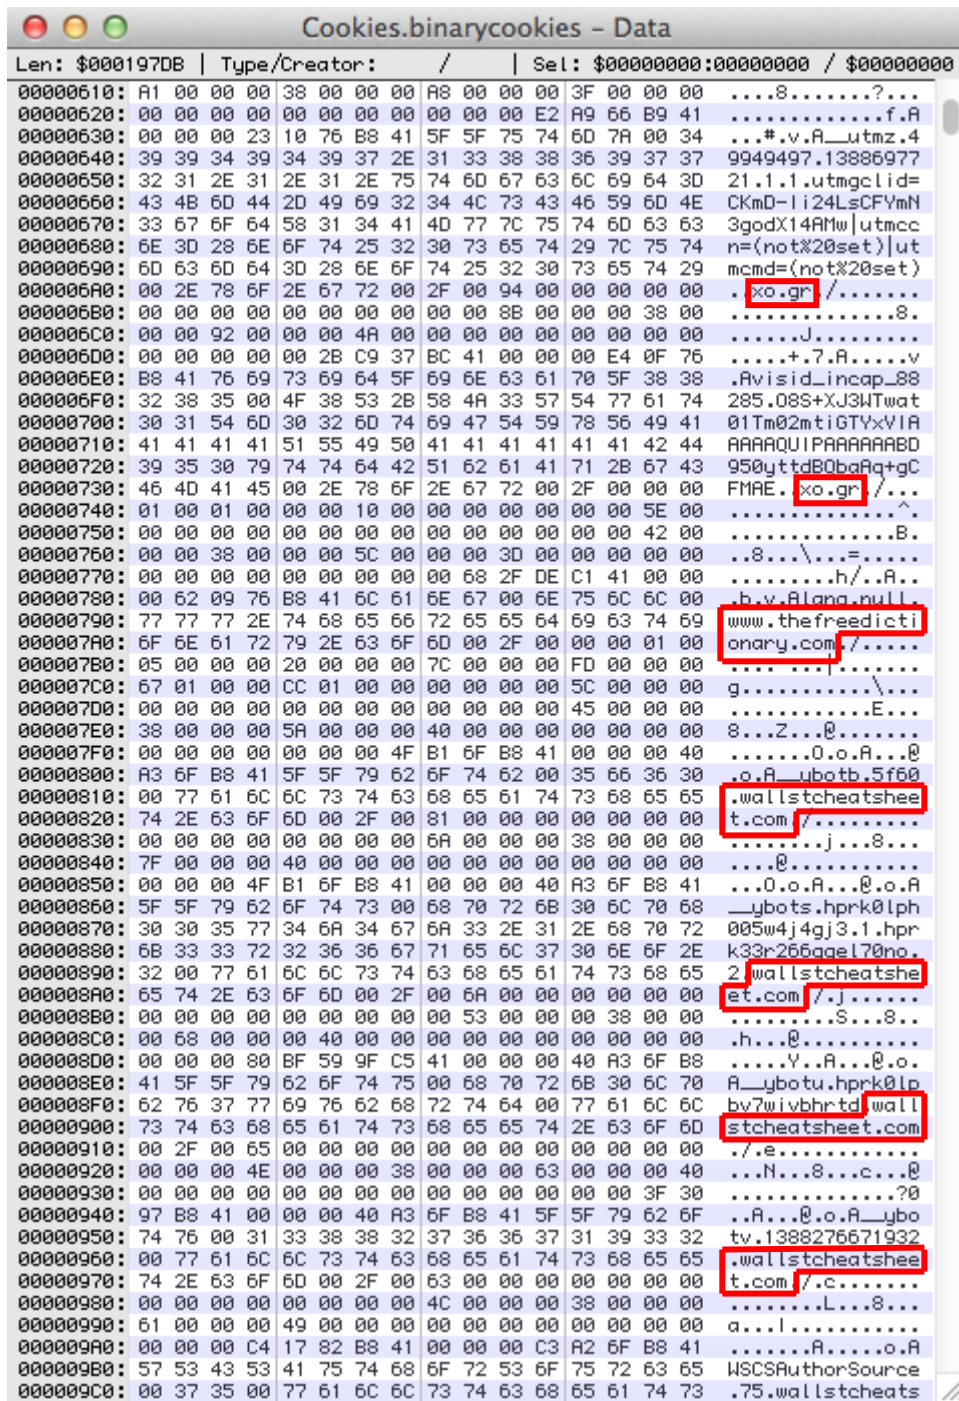 Cookies.binarycookies – Data
Len: $000197DB | Type/Creator: / | Sel: $00000000:00000000 / $00000000
00000610: A1 00 00 00 38 00 00 00 A8 00 00 00 3F 00 00 00 ....8.......?...
00000620: 00 00 00 00 00 00 00 00 00 00 00 E2 A9 66 B9 41 .............f.A
00000630: 00 00 00 23 10 76 B8 41 5F 5F 75 74 6D 7A 00 34 ...#.v.A__utmz.4
00000640: 39 39 34 39 34 39 37 2E 31 33 38 38 36 39 37 37 9949497.13886977
00000650: 32 31 2E 31 2E 31 2E 75 74 6D 67 63 6C 69 64 3D 21.1.1.utmgclid=
00000660: 43 4B 6D 44 2D 49 69 32 34 4C 73 43 46 59 6D 4E CKmD-Ii24LsCFYmN
00000670: 33 67 6F 64 58 31 34 41 4D 77 7C 75 74 6D 63 63 3godX14AMw|utmcc
00000680: 6E 3D 28 6E 6F 74 25 32 30 73 65 74 29 7C 75 74 n=(not%20set)|ut
00000690: 6D 63 6D 64 3D 28 6E 6F 74 25 32 30 73 65 74 29 mcmd=(not%20set)
000006A0: 00 2E 78 6F 2E 67 72 00 2F 00 94 00 00 00 00 00 ..xo.gr./.......
000006B0: 00 00 00 00 00 00 00 00 00 00 8B 00 00 00 38 00 ..............8.
000006C0: 00 00 92 00 00 00 4A 00 00 00 00 00 00 00 00 00 ......J.........
000006D0: 00 00 00 00 00 2B C9 37 BC 41 00 00 00 E4 0F 76 .....+.7.A.....v
000006E0: B8 41 76 69 73 69 64 5F 69 6E 63 61 70 5F 38 38 .Avisid_incap_88
000006F0: 32 38 35 00 4F 38 53 2B 58 4A 33 57 54 77 61 74 285.O8S+XJ3WTwat
00000700: 30 31 54 6D 30 32 6D 74 69 47 54 59 78 56 49 41 01Tm02mtiGTYxVIA
00000710: 41 41 41 41 51 55 49 50 41 41 41 41 41 41 42 44 AAAAQUIPAAAAAABD
00000720: 39 35 30 79 74 74 64 42 51 62 61 41 71 2B 67 43 950yttdBQbaAq+gC
00000730: 46 4D 41 45 00 2E 78 6F 2E 67 72 00 2F 00 00 00 FMAE..xo.gr./...
00000740: 01 00 01 00 00 00 10 00 00 00 00 00 00 00 5E 00 ..............^.
00000750: 00 00 00 00 00 00 00 00 00 00 00 00 00 00 42 00 ..............B.
00000760: 00 00 38 00 00 00 5C 00 00 00 3D 00 00 00 00 00 ..8...\...=.....
00000770: 00 00 00 00 00 00 00 00 00 68 2F DE C1 41 00 00 .........h/..A..
00000780: 00 62 09 76 B8 41 6C 61 6E 67 00 6E 75 6C 6C 00 .b.v.Alang.null.
00000790: 77 77 77 2E 74 68 65 66 72 65 65 64 69 63 74 69 www.thefreedicti
000007A0: 6F 6E 61 72 79 2E 63 6F 6D 00 2F 00 00 00 01 00 onary.com./.....
000007B0: 05 00 00 00 20 00 00 00 7C 00 00 00 FD 00 00 00 .... ...|.......
000007C0: 67 01 00 00 CC 01 00 00 00 00 00 00 5C 00 00 00 g...........\...
000007D0: 00 00 00 00 00 00 00 00 00 00 00 00 45 00 00 00 ............E...
000007E0: 38 00 00 00 5A 00 00 00 40 00 00 00 00 00 00 00 8...Z...@.......
000007F0: 00 00 00 00 00 00 00 4F B1 6F B8 41 00 00 00 40 .......O.o.A...@
00000800: A3 6F B8 41 5F 5F 79 62 6F 74 62 00 35 66 36 30 .o.A__ybotb.5f60
00000810: 00 77 61 6C 6C 73 74 63 68 65 61 74 73 68 65 65 .wallstcheatshee
00000820: 74 2E 63 6F 6D 00 2F 00 81 00 00 00 00 00 00 00 t.com./.........
00000830: 00 00 00 00 00 00 00 00 6A 00 00 00 38 00 00 00 ........j...8...
00000840: 7F 00 00 00 40 00 00 00 00 00 00 00 00 00 00 00 ....@...........
00000850: 00 00 00 4F B1 6F B8 41 00 00 00 40 A3 6F B8 41 ...O.o.A...@.o.A
00000860: 5F 5F 79 62 6F 74 73 00 68 70 72 6B 30 6C 70 68 __ybots.hprk0lph
00000870: 30 30 35 77 34 6A 34 67 6A 33 2E 31 2E 68 70 72 005w4j4gj3.1.hpr
00000880: 6B 33 33 72 32 36 36 67 71 65 6C 37 30 6E 6F 2E k33r266gqel70no.
00000890: 32 00 77 61 6C 6C 73 74 63 68 65 61 74 73 68 65 2.wallstcheatshe
000008A0: 65 74 2E 63 6F 6D 00 2F 00 6A 00 00 00 00 00 00 et.com./.j......
000008B0: 00 00 00 00 00 00 00 00 00 53 00 00 00 38 00 00 .........S...8..
000008C0: 00 68 00 00 00 40 00 00 00 00 00 00 00 00 00 00 .h...@..........
000008D0: 00 00 00 80 BF 59 9F C5 41 00 00 00 40 A3 6F B8 .....Y..A...@.o.
000008E0: 41 5F 5F 79 62 6F 74 75 00 68 70 72 6B 30 6C 70 A__ybotu.hprk0lp
000008F0: 62 76 37 77 69 76 62 68 72 74 64 00 77 61 6C 6C bv7wivbhrtd.wall
00000900: 73 74 63 68 65 61 74 73 68 65 65 74 2E 63 6F 6D stcheatsheet.com
00000910: 00 2F 00 65 00 00 00 00 00 00 00 00 00 00 00 00 ./.e............
00000920: 00 00 00 4E 00 00 00 38 00 00 00 63 00 00 00 40 ...N...8...c...@
00000930: 00 00 00 00 00 00 00 00 00 00 00 00 00 00 3F 30 ..............?0
00000940: 97 B8 41 00 00 00 40 A3 6F B8 41 5F 5F 79 62 6F ..A...@.o.A__ybo
00000950: 74 76 00 31 33 38 38 32 37 36 36 37 31 39 33 32 tv.1388276671932
00000960: 00 77 61 6C 6C 73 74 63 68 65 61 74 73 68 65 65 .wallstcheatshee
00000970: 74 2E 63 6F 6D 00 2F 00 63 00 00 00 00 00 00 00 t.com./.c.......
00000980: 00 00 00 00 00 00 00 00 4C 00 00 00 38 00 00 00 ........L...8...
00000990: 61 00 00 00 49 00 00 00 00 00 00 00 00 00 00 00 a...I...........
000009A0: 00 00 00 C4 17 82 B8 41 00 00 00 C3 A2 6F B8 41 .......A.....o.A
000009B0: 57 53 43 53 41 75 74 68 6F 72 53 6F 75 72 63 65 WSCSAuthorSource
000009C0: 00 37 35 00 77 61 6C 6C 73 74 63 68 65 61 74 73 .75.wallstcheats